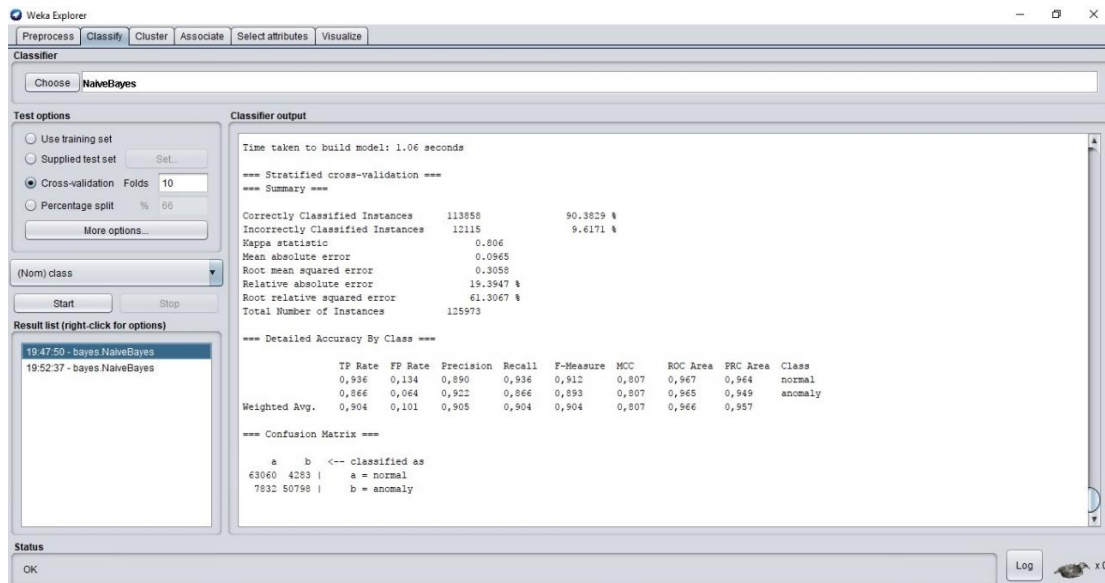 Weka Explorer
Preprocess Classify Cluster Associate Select attributes Visualize
Classifier
Choose NaiveBayes
Test options
Use training set
Supplied test set Set...
Cross-validation Folds 10
Percentage split % 66
More options...
(Nom) class
Start Stop
Result list (right-click for options)
19:47:50 - bayes.NaiveBayes
19:52:37 - bayes.NaiveBayes
Classifier output
Time taken to build model: 1.06 seconds
=== Stratified cross-validation ===
=== Summary ===
Correctly Classified Instances 113858 90.3829 %
Incorrectly Classified Instances 12115 9.6171 %
Kappa statistic 0.806
Mean absolute error 0.0965
Root mean squared error 0.3058
Relative absolute error 19.3947 %
Root relative squared error 61.3067 %
Total Number of Instances 125973
=== Detailed Accuracy By Class ===
TP Rate FP Rate Precision Recall F-Measure MCC ROC Area PRC Area Class
0,936 0,134 0,890 0,936 0,912 0,807 0,967 0,964 normal
0,866 0,064 0,922 0,866 0,893 0,807 0,965 0,949 anomaly
Weighted Avg. 0,904 0,101 0,905 0,904 0,904 0,807 0,966 0,957
=== Confusion Matrix ===
a b <-- classified as
63060 4283 | a = normal
7832 50798 | b = anomaly
Status
OK
Log x 0